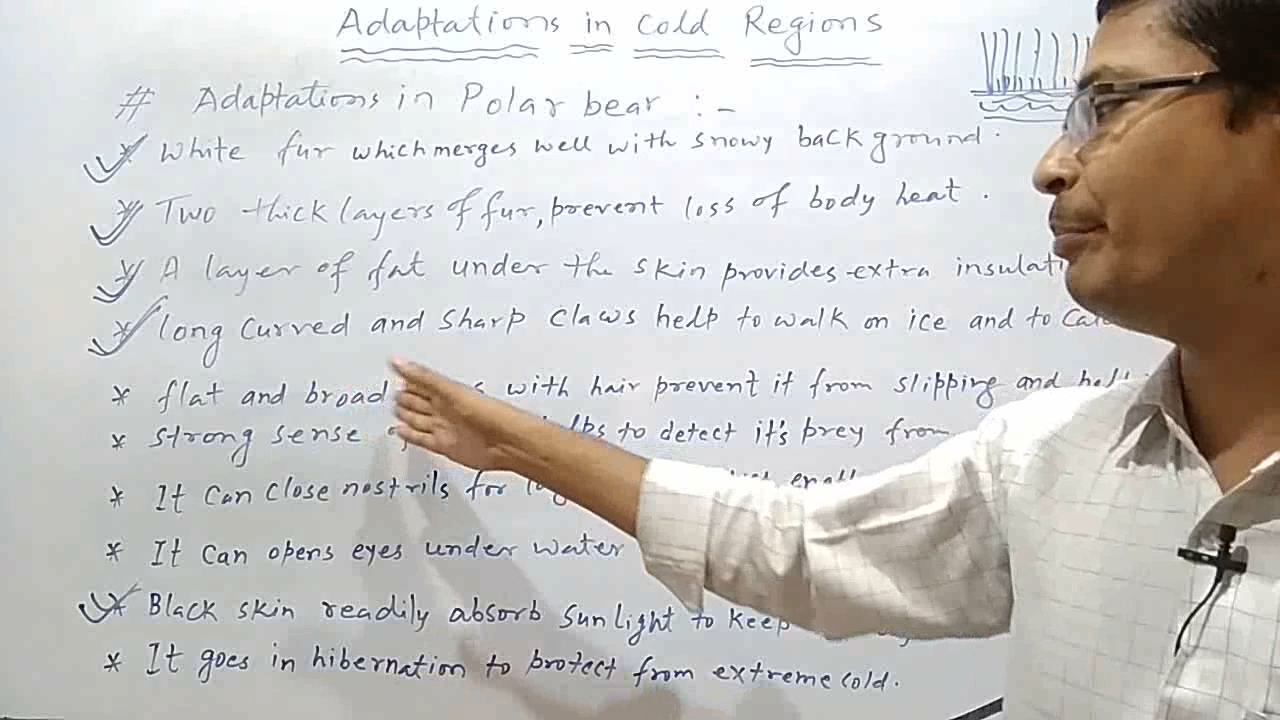 Adaptations in Cold Regions
# Adaptations in Polar bear :-
* White fur which merges well with snowy back ground.
* Two thick layers of fur, prevent loss of body heat.
* A layer of fat under the skin provides extra insulati
* long curved and sharp claws help to walk on ice and to
* flat and broad with hair prevent it from slipping and
* strong sense to detect it's prey from
* It can close nostrils for
* It can opens eyes under water
* Black skin readily absorb sunlight to keep
* It goes in hibernation to protect from extreme cold.